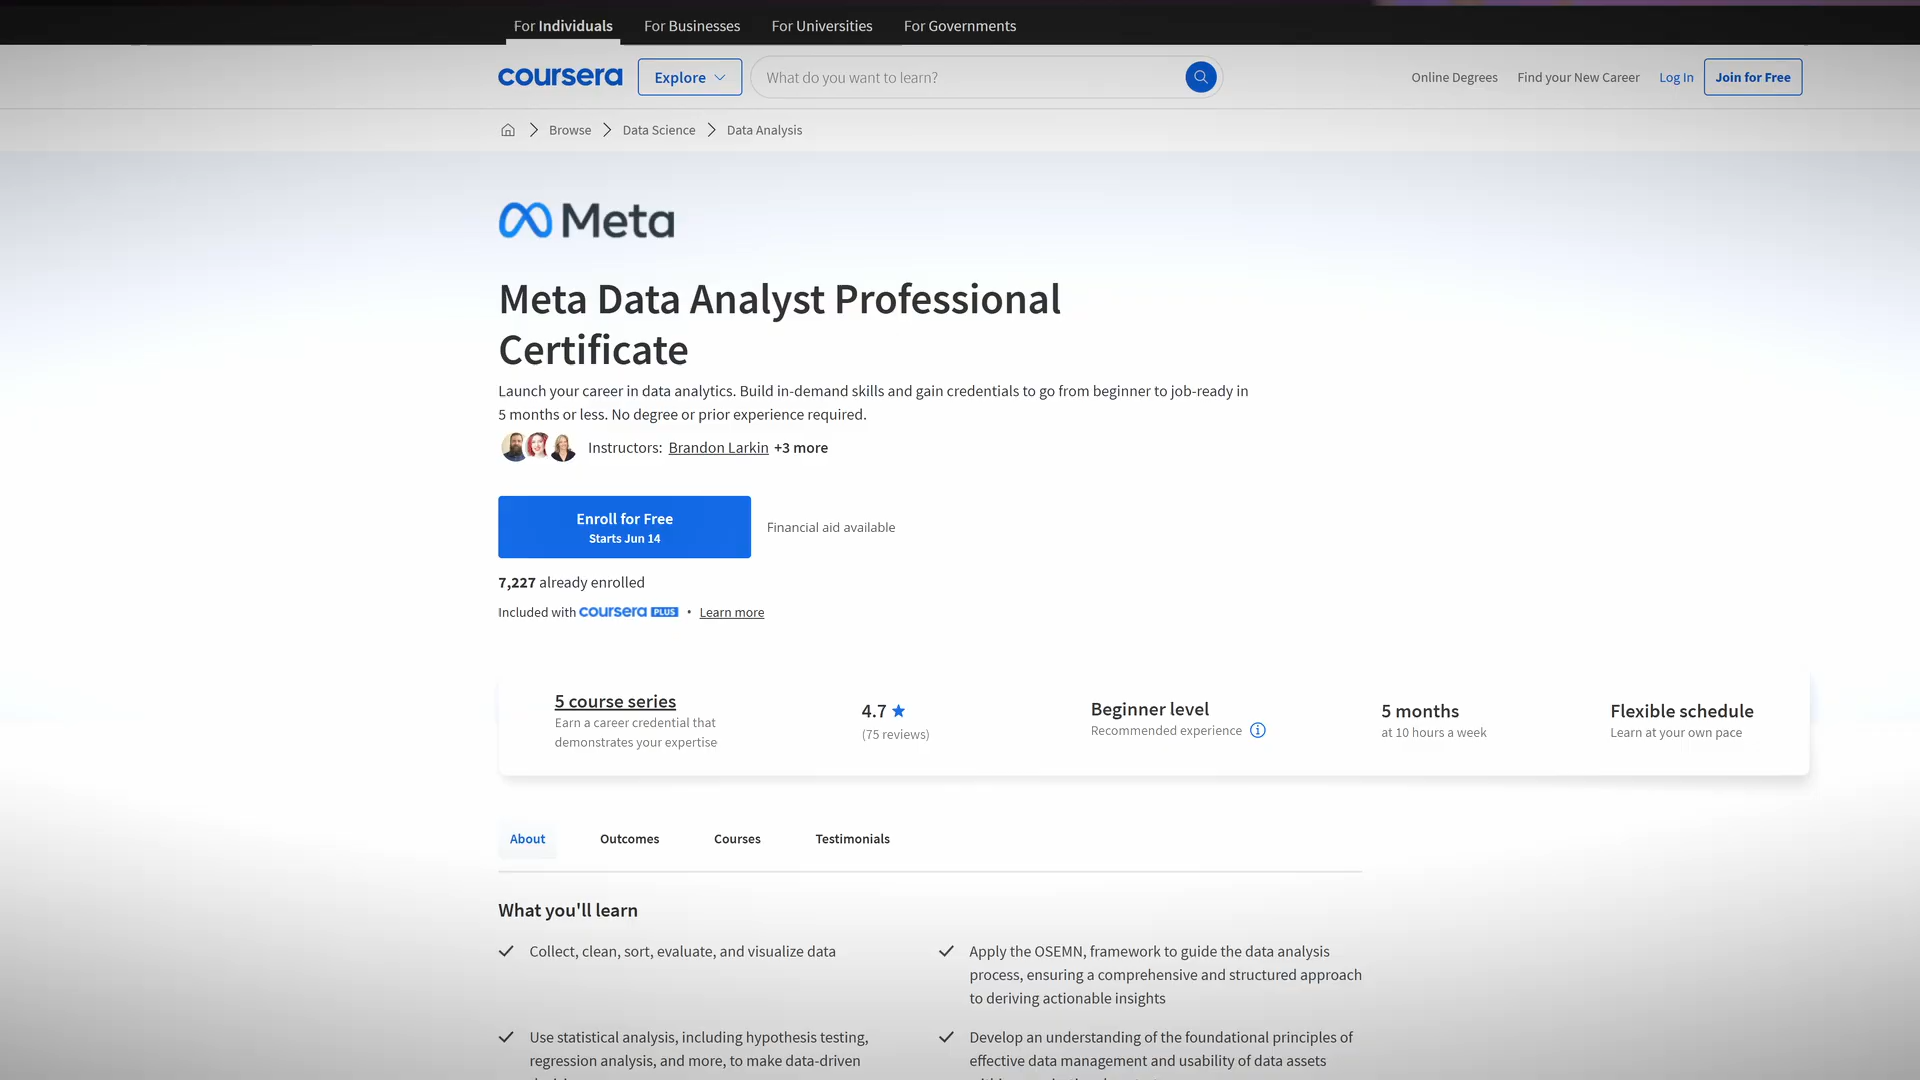 For Individuals
For Businesses
For Universities
For Governments
coursera
Explore
What do you want to learn?
Online Degrees
Find your New Career
Log In
Join for Free
Browse
Data Science
Data Analysis
Meta
Meta Data Analyst Professional
Certificate
Launch your career in data analytics. Build in-demand skills and gain credentials to go from beginner to job-ready in
5 months or less. No degree or prior experience required.
Instructors: Brandon Larkin +3 more
Enroll for Free
Starts Jun 14
Financial aid available
7,227 already enrolled
Included with coursera PLUS • Learn more
5 course series
Earn a career credential that
demonstrates your expertise
4.7
(75 reviews)
Beginner level
Recommended experience
5 months
at 10 hours a week
Flexible schedule
Learn at your own pace
About
Outcomes
Courses
Testimonials
What you'll learn
Collect, clean, sort, evaluate, and visualize data
Apply the OSEMN, framework to guide the data analysis
process, ensuring a comprehensive and structured approach
to deriving actionable insights
Use statistical analysis, including hypothesis testing,
regression analysis, and more, to make data-driven
Develop an understanding of the foundational principles of
effective data management and usability of data assets